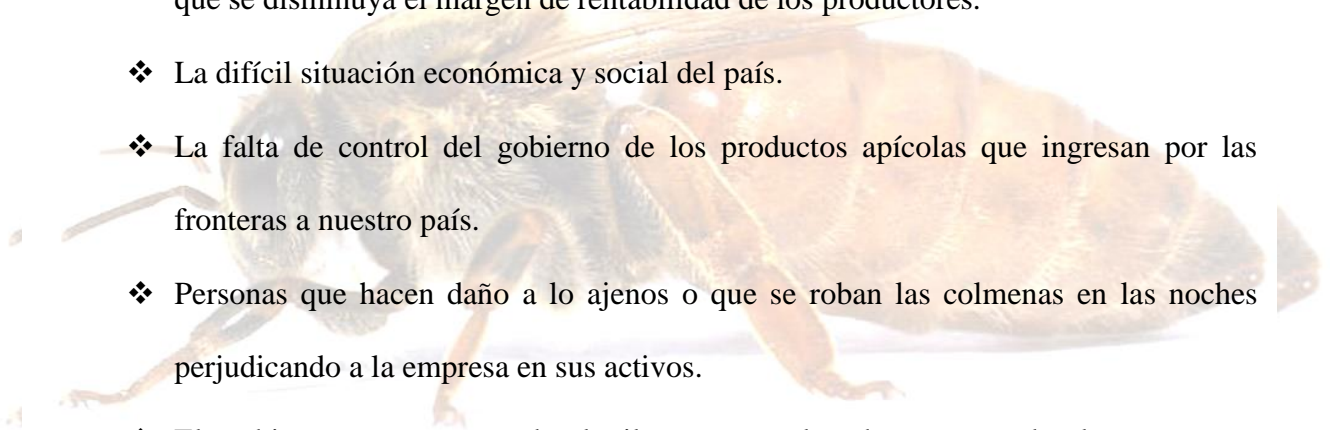 que se disminuya el margen de rentabilidad de los productores.
❖ La difícil situación económica y social del país.
❖ La falta de control del gobierno de los productos apícolas que ingresan por las
fronteras a nuestro país.
❖ Personas que hacen daño a lo ajenos o que se roban las colmenas en las noches
perjudicando a la empresa en sus activos.